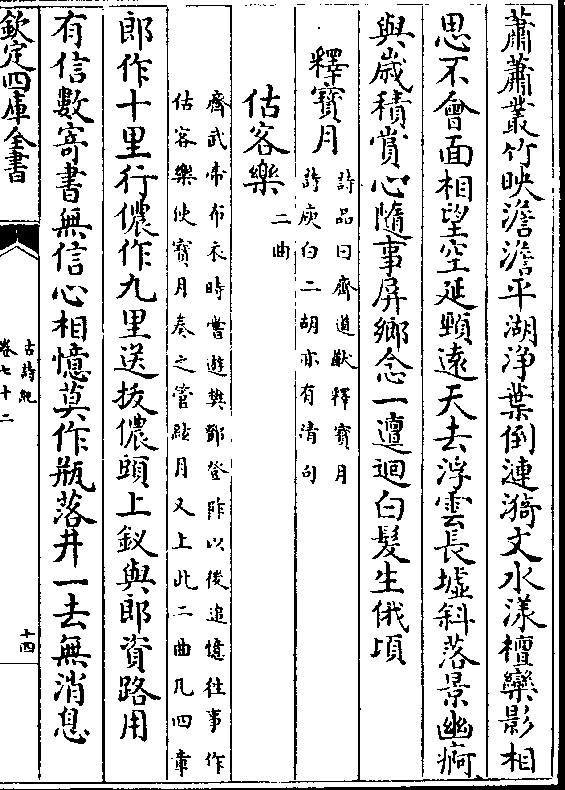 蕭蕭叢竹映澹澹平湖淨葉倒漣漪文水漾檀欒影相
思不會面相望空延頸遠天去浮雲長墟斜落景幽痾
與歲積賞心隨事屏鄉念一邅迴白髮生俄頃
釋寶月
詩品曰齊道猷釋寶月
詩庾白二胡亦有清句
估客樂
二曲
齊武帝布衣時嘗遊樊鄧登阼以後追憶往事作
估客樂使寶月奏之管絃月又上此二曲凡四章
郎作十里行儂作九里送拔儂頭上釵與郎資路用
有信數寄書無信心相憶莫作瓶落井一去無消息
欽定四庫全書
古詩紀
卷七十二
十四